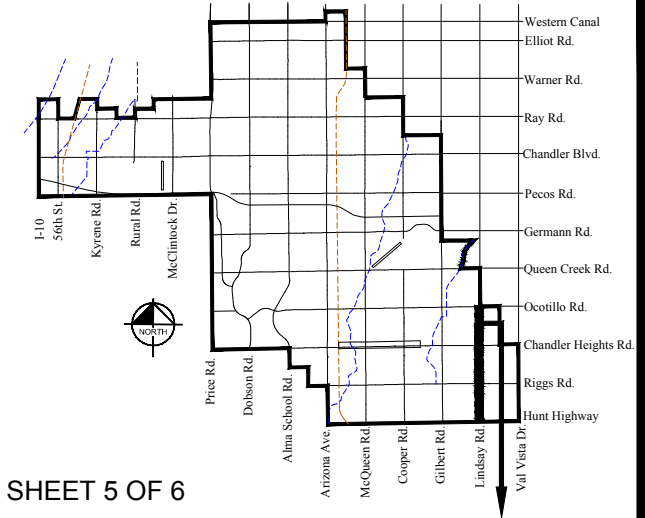 Western Canal
Elliot Rd.
Warner Rd.
Ray Rd.
Chandler Blvd.
Pecos Rd.
Germann Rd.
Queen Creek Rd.
Ocotillo Rd.
Chandler Heights Rd.
Riggs Rd.
Hunt Highway
I-10
56th St.
Kyrene Rd.
Rural Rd.
McClintock Dr.
NORTH
Price Rd.
Dobson Rd.
Alma School Rd.
Arizona Ave.
McQueen Rd.
Cooper Rd.
Gilbert Rd.
Lindsay Rd.
Val Vista Dr.
SHEET 5 OF 6